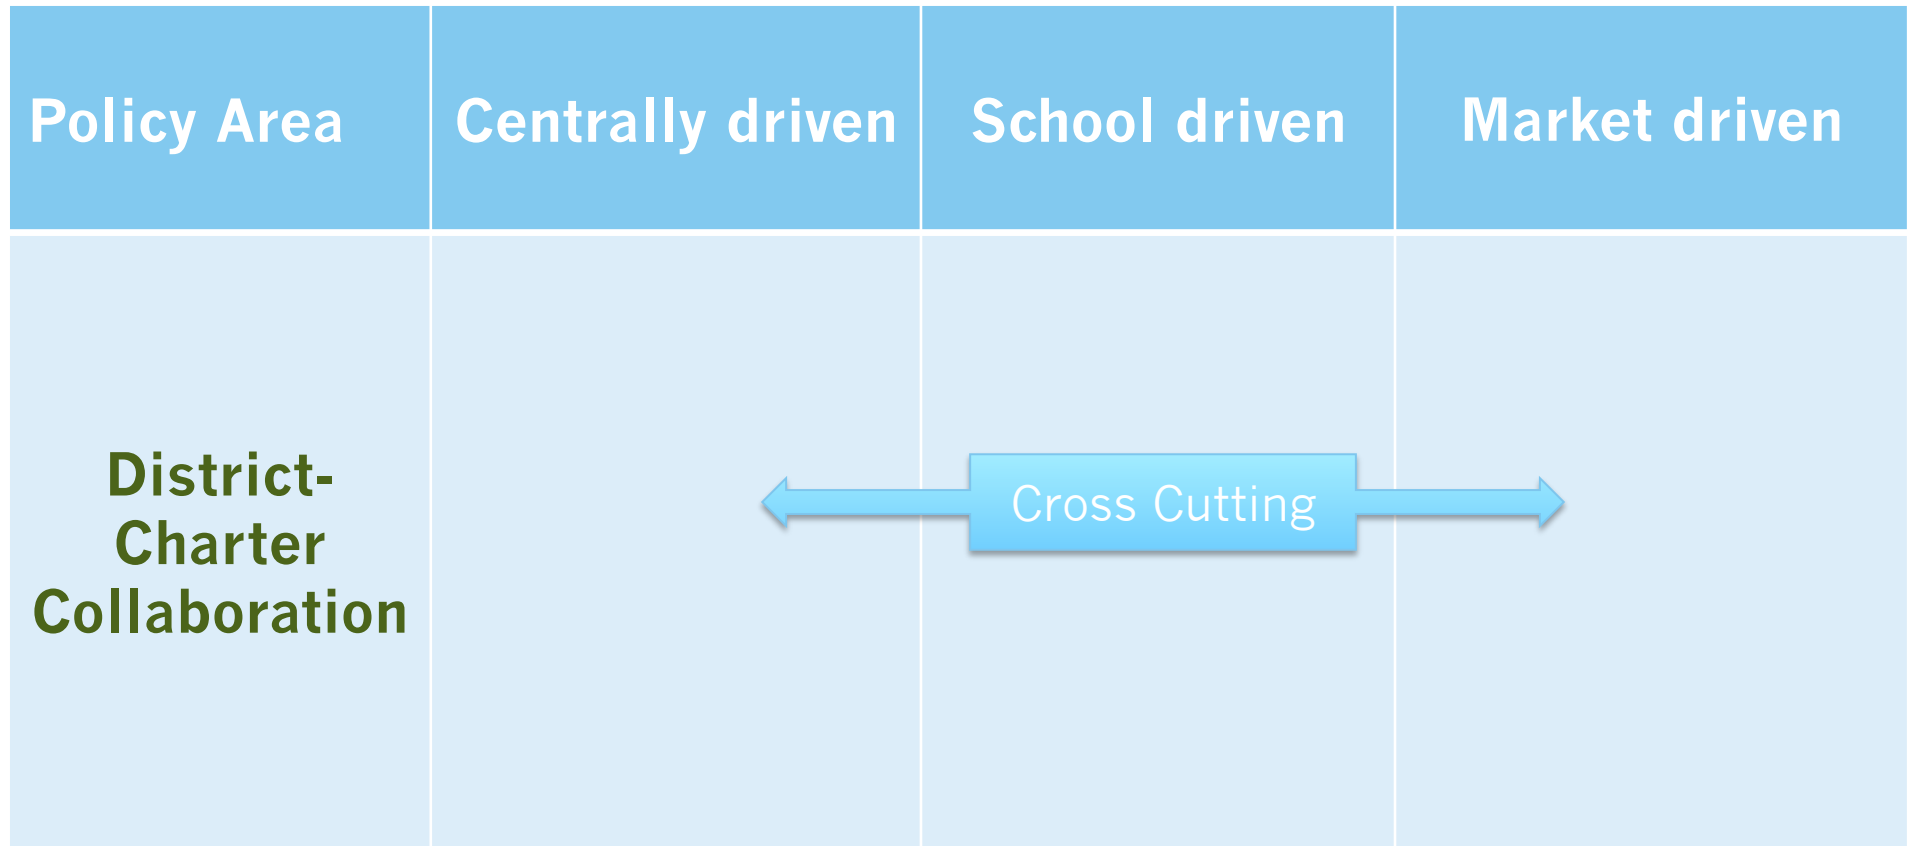 Policy Area
Centrally driven
School driven
Market driven
District-
Charter
Collaboration
Cross Cutting